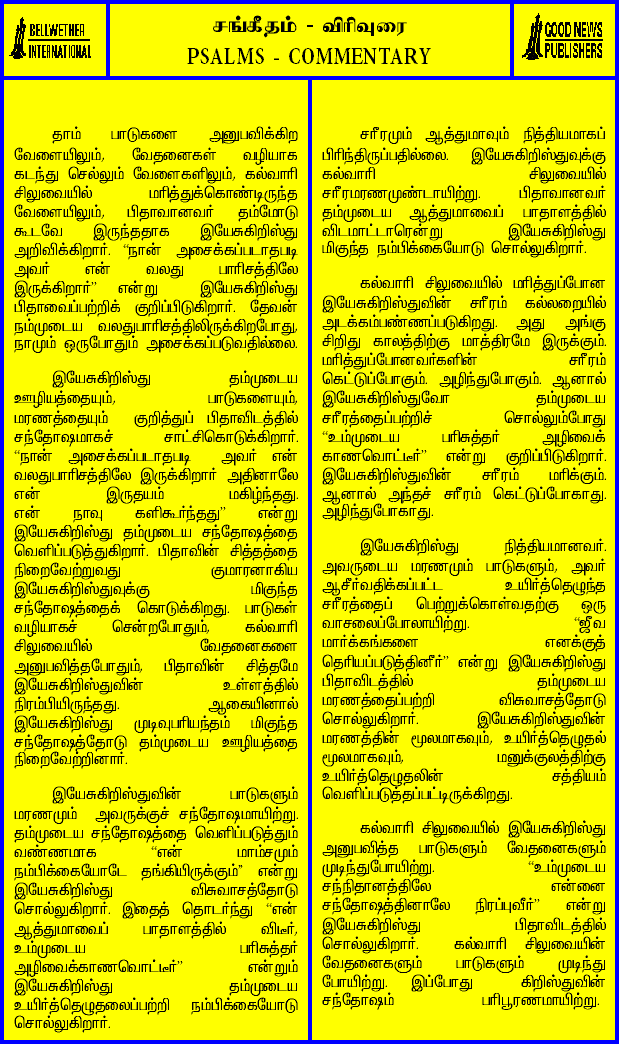 BELLWETHER
INTERNATIONAL
சங்கீதம் - விரிவுரை
PSALMS - COMMENTARY
GOOD NEWS
PUBLISHERS
தாம் பாடுகளை அனுபவிக்கிற
வேளையிலும், வேதனைகள் வழியாக
கடந்து செல்லும் வேளைகளிலும், கல்வாரி
சிலுவையில் மரித்துக்கொண்டிருந்த
வேளையிலும், பிதாவானவர் தம்மோடு
கூடவே இருந்ததாக இயேசுகிறிஸ்து
அறிவிக்கிறார். “நான் அசைக்கப்படாதபடி
அவர் என் வலது பாரிசத்திலே
இருக்கிறார்” என்று இயேசுகிறிஸ்து
பிதாவைப்பற்றிக் குறிப்பிடுகிறார். தேவன்
நம்முடைய வலதுபாரிசத்திலிருக்கிறபோது,
நாமும் ஒருபோதும் அசைக்கப்படுவதில்லை.
இயேசுகிறிஸ்து தம்முடைய
ஊழியத்தையும், பாடுகளையும்,
மரணத்தையும் குறித்துப் பிதாவிடத்தில்
சந்தோஷமாகச் சாட்சிகொடுக்கிறார்.
“நான் அசைக்கப்படாதபடி அவர் என்
வலதுபாரிசத்திலே இருக்கிறார் அதினாலே
என் இருதயம் மகிழ்ந்தது.
என் நாவு களிகூர்ந்தது” என்று
இயேசுகிறிஸ்து தம்முடைய சந்தோஷத்தை
வெளிப்படுத்துகிறார். பிதாவின் சித்தத்தை
நிறைவேற்றுவது குமாரனாகிய
இயேசுகிறிஸ்துவுக்கு மிகுந்த
சந்தோஷத்தைக் கொடுக்கிறது. பாடுகள்
வழியாகச் சென்றபோதும், கல்வாரி
சிலுவையில் வேதனைகளை
அனுபவித்தபோதும், பிதாவின் சித்தமே
இயேசுகிறிஸ்துவின் உள்ளத்தில்
நிரம்பியிருந்தது. ஆகையினால்
இயேசுகிறிஸ்து முடிவுபரியந்தம் மிகுந்த
சந்தோஷத்தோடு தம்முடைய ஊழியத்தை
நிறைவேற்றினார்.
இயேசுகிறிஸ்துவின் பாடுகளும்
மரணமும் அவருக்குச் சந்தோஷமாயிற்று.
தம்முடைய சந்தோஷத்தை வெளிப்படுத்தும்
வண்ணமாக “என் மாம்சமும்
நம்பிக்கையோடே தங்கியிருக்கும்” என்று
இயேசுகிறிஸ்து விசுவாசத்தோடு
சொல்லுகிறார். இதைத் தொடர்ந்து “என்
ஆத்துமாவைப் பாதாளத்தில் விடீர்,
உம்முடைய பரிசுத்தர்
அழிவைக்காணவொட்டீர்” என்றும்
இயேசுகிறிஸ்து தம்முடைய
உயிர்த்தெழுதலைப்பற்றி நம்பிக்கையோடு
சொல்லுகிறார்.
சரீரமும் ஆத்துமாவும் நித்தியமாகப்
பிரிந்திருப்பதில்லை. இயேசுகிறிஸ்துவுக்கு
கல்வாரி சிலுவையில்
சரீரமரணமுண்டாயிற்று. பிதாவானவர்
தம்முடைய ஆத்துமாவைப் பாதாளத்தில்
விடமாட்டாரென்று இயேசுகிறிஸ்து
மிகுந்த நம்பிக்கையோடு சொல்லுகிறார்.
கல்வாரி சிலுவையில் மரித்துப்போன
இயேசுகிறிஸ்துவின் சரீரம் கல்லறையில்
அடக்கம்பண்ணப்படுகிறது. அது அங்கு
சிறிது காலத்திற்கு மாத்திரமே இருக்கும்.
மரித்துப்போனவர்களின் சரீரம்
கெட்டுப்போகும். அழிந்துபோகும். ஆனால்
இயேசுகிறிஸ்துவோ தம்முடைய
சரீரத்தைப்பற்றிச் சொல்லும்போது
“உம்முடைய பரிசுத்தர் அழிவைக்
காணவொட்டீர்” என்று குறிப்பிடுகிறார்.
இயேசுகிறிஸ்துவின் சரீரம் மரிக்கும்.
ஆனால் அந்தச் சரீரம் கெட்டுப்போகாது.
அழிந்துபோகாது.
இயேசுகிறிஸ்து நித்தியமானவர்.
அவருடைய மரணமும் பாடுகளும், அவர்
ஆசீர்வதிக்கப்பட்ட உயிர்த்தெழுந்த
சரீரத்தைப் பெற்றுக்கொள்வதற்கு ஒரு
வாசலைப்போலாயிற்று. “ஜீவ
மார்க்கங்களை எனக்குத்
தெரியப்படுத்தினீர்” என்று இயேசுகிறிஸ்து
பிதாவிடத்தில் தம்முடைய
மரணத்தைப்பற்றி விசுவாசத்தோடு
சொல்லுகிறார். இயேசுகிறிஸ்துவின்
மரணத்தின் மூலமாகவும், உயிர்த்தெழுதல்
மூலமாகவும், மனுக்குலத்திற்கு
உயிர்த்தெழுதலின் சத்தியம்
வெளிப்படுத்தப்பட்டிருக்கிறது.
கல்வாரி சிலுவையில் இயேசுகிறிஸ்து
அனுபவித்த பாடுகளும் வேதனைகளும்
முடிந்துபோயிற்று. “உம்முடைய
சந்நிதானத்திலே என்னை
சந்தோஷத்தினாலே நிரப்புவீர்” என்று
இயேசுகிறிஸ்து பிதாவிடத்தில்
சொல்லுகிறார். கல்வாரி சிலுவையின்
வேதனைகளும் பாடுகளும் முடிந்து
போயிற்று. இப்போது கிறிஸ்துவின்
சந்தோஷம் பரிபூரணமாயிற்று.